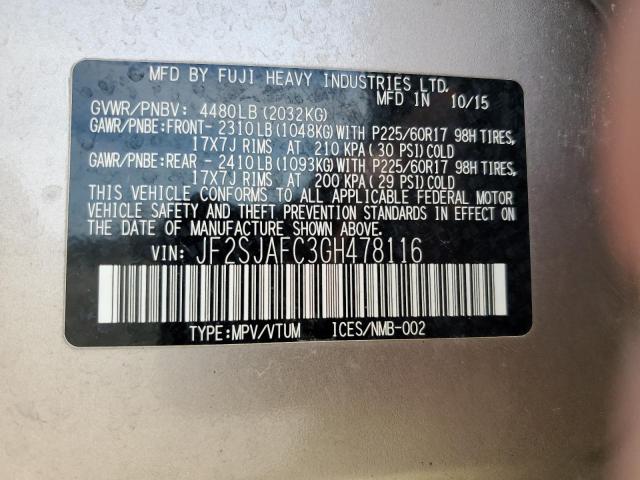 MFD BY FUJI HEAVY INDUSTRIES LTD.
MFD IN 10/15
GVWR/PNBV: 4480LB (2032KG)
GAWR/PNBE:FRONT- 2310LB(1048KG)WITH P225/60R17 98H TIRES,
17X7J RIMS AT 210 KPA ( 30 PSI)COLD
GAWR/PNBE:REAR - 2410LB(1093KG)WITH P225/60R17 98H TIRES,
17X7J RIMS AT 200 KPA (29 PSI)COLD
THIS VEHICLE CONFORMS TO ALL APPLICABLE FEDERAL MOTOR
VEHICLE SAFETY AND THEFT PREVENTION STANDARDS IN EFFECT ON
THE DATE OF MANUFACTURE SHOWN ABOVE.
VIN: JF2SJAFC3GH478116
TYPE:MPV/VTUM ICES/NMB-002